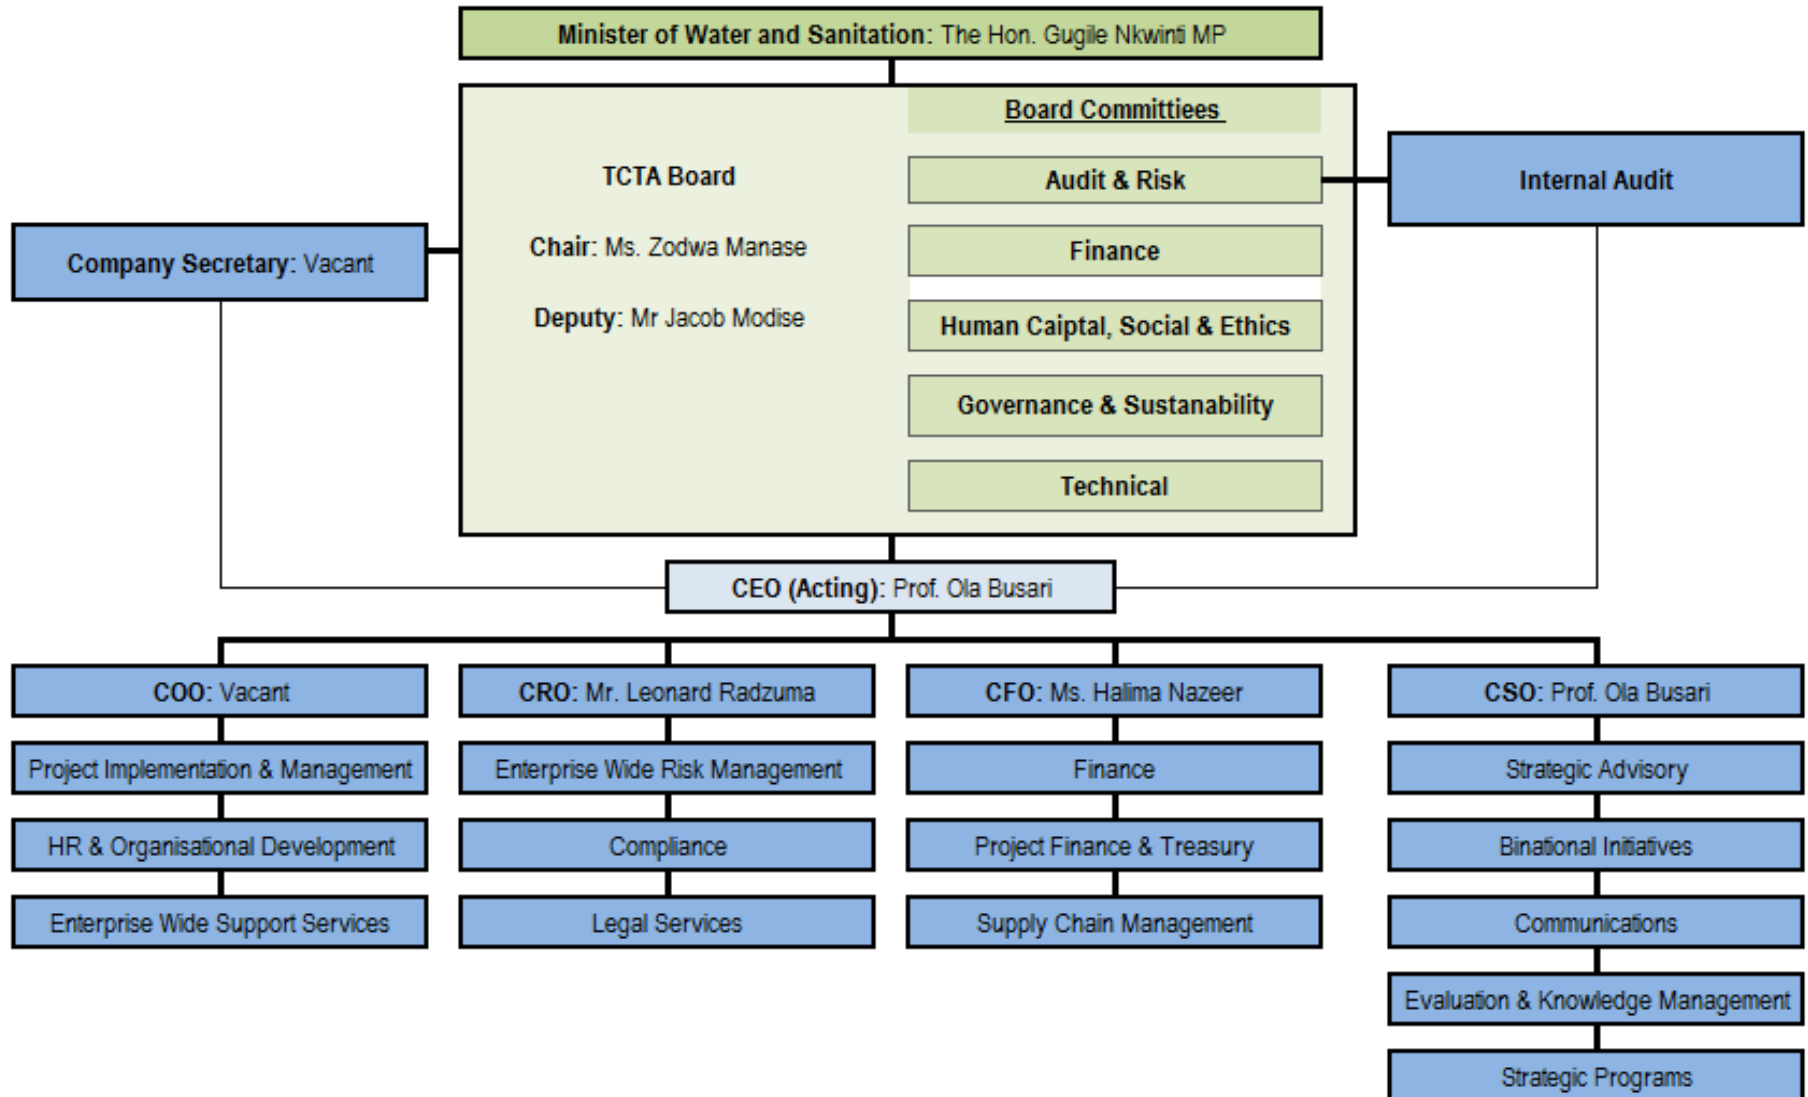 Minister of Water and Sanitation: The Hon. Gugile Nkwinti MP
Board Committiees
TCTA Board
Chair: Ms. Zodwa Manase
Deputy: Mr Jacob Modise
Audit & Risk
Finance
Human Caiptal, Social & Ethics
Governance & Sustanability
Technical
Internal Audit
Company Secretary: Vacant
CEO (Acting): Prof. Ola Busari
COO: Vacant
Project Implementation & Management
HR & Organisational Development
Enterprise Wide Support Services
CRO: Mr. Leonard Radzuma
Enterprise Wide Risk Management
Compliance
Legal Services
CFO: Ms. Halima Nazeer
Finance
Project Finance & Treasury
Supply Chain Management
CSO: Prof. Ola Busari
Strategic Advisory
Binational Initiatives
Communications
Evaluation & Knowledge Management
Strategic Programs